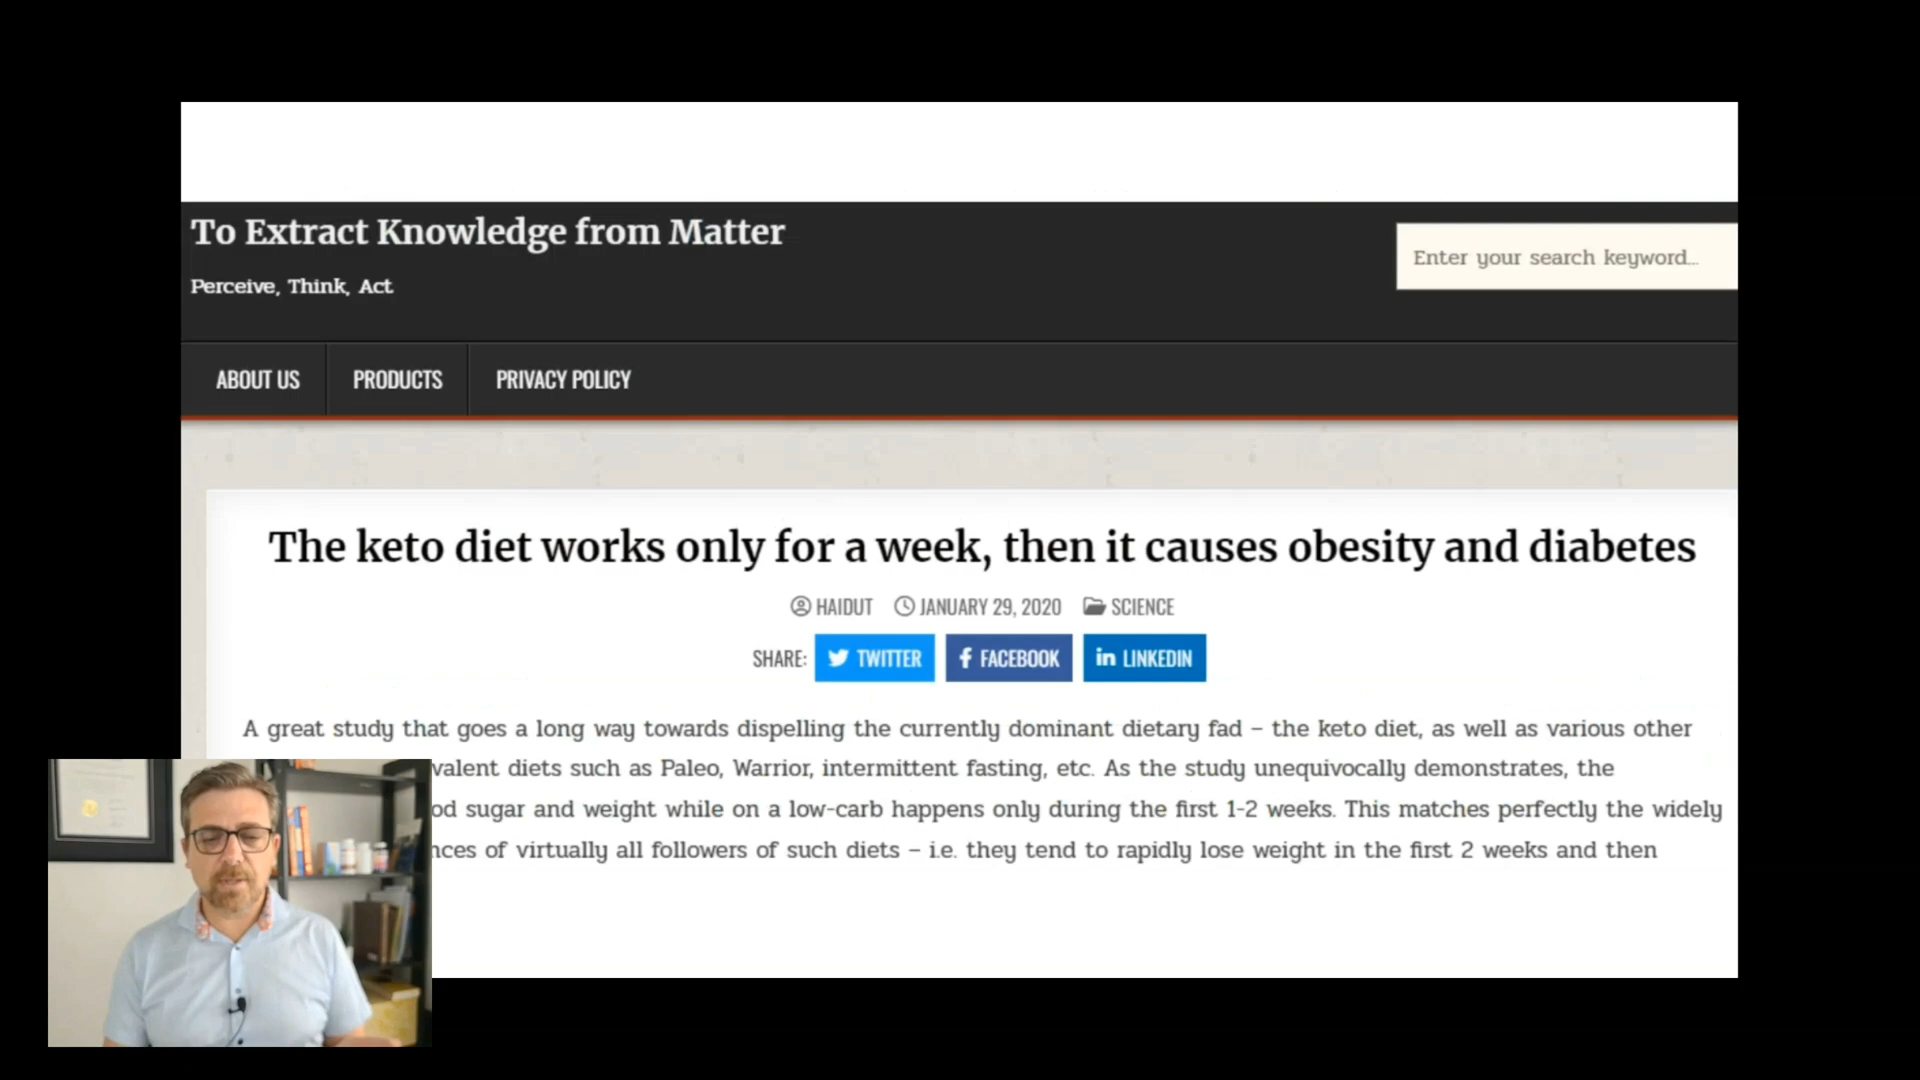 To Extract Knowledge from Matter
Enter your search keyword...
Perceive, Think, Act
ABOUT US PRODUCTS PRIVACY POLICY
The keto diet works only for a week, then it causes obesity and diabetes
HAIDUT JANUARY 29, 2020 SCIENCE
SHARE: TWITTER FACEBOOK LINKEDIN
A great study that goes a long way towards dispelling the currently dominant dietary fad – the keto diet, as well as various other
valent diets such as Paleo, Warrior, intermittent fasting, etc. As the study unequivocally demonstrates, the
od sugar and weight while on a low-carb happens only during the first 1-2 weeks. This matches perfectly the widely
nces of virtually all followers of such diets – i.e. they tend to rapidly lose weight in the first 2 weeks and then